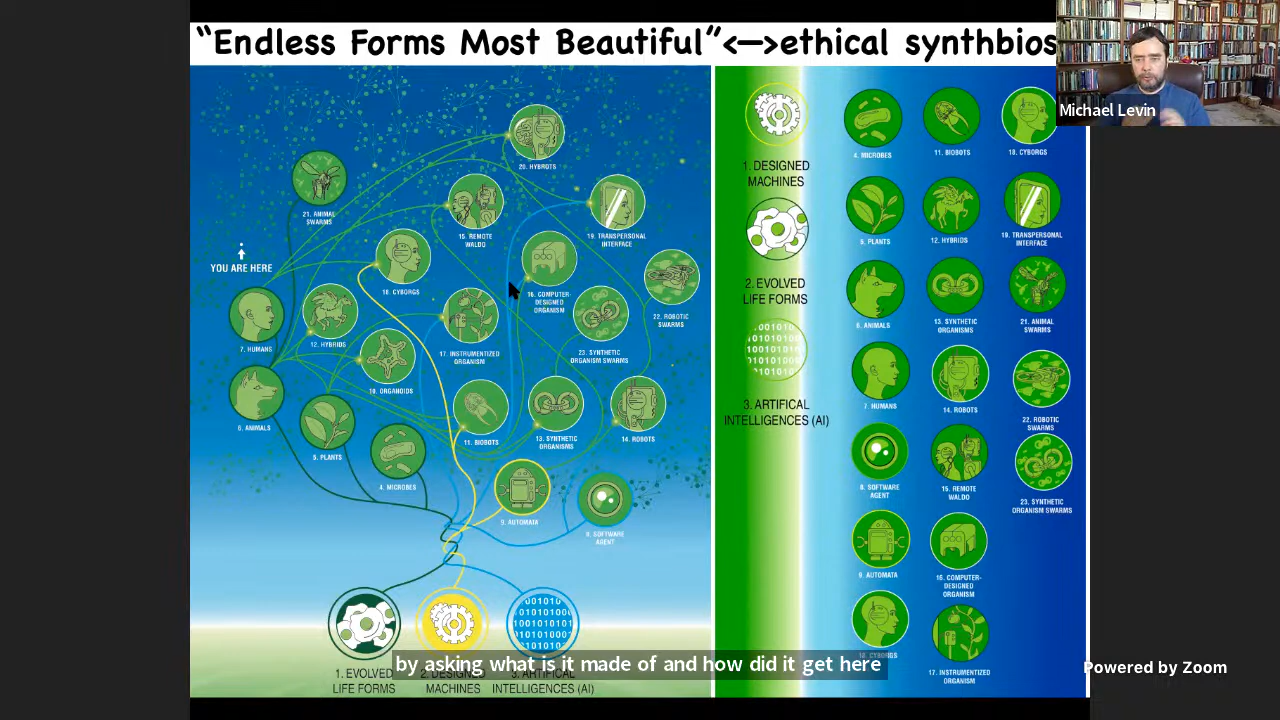 “Endless Forms Most Beautiful”<—>ethical synthbios
Michael Levin
20. HYBROTS
21. ANIMAL
SWARMS
15. REMOTE
WALDO
19. TRANSPERSONAL
INTERFACE
YOU ARE HERE
18. CYBORGS
16. COMPUTER-
DESIGNED
ORGANISM
22. ROBOTIC
SWARMS
7. HUMANS
12. HYBRIDS
17. INSTRUMENTIZED
ORGANISM
23. SYNTHETIC
ORGANISM SWARMS
10. ORGANOIDS
6. ANIMALS
5. PLANTS
11. BIOBOTS
13. SYNTHETIC
ORGANISMS
14. ROBOTS
4. MICROBES
9. AUTOMATA
8. SOFTWARE
AGENT
1. EVOLVED
LIFE FORMS
2. DESIGNED
MACHINES
3. ARTIFICAL
INTELLIGENCES (AI)
1. DESIGNED
MACHINES
2. EVOLVED
LIFE FORMS
3. ARTIFICAL
INTELLIGENCES (AI)
4. MICROBES
11. BIOBOTS
18. CYBORGS
5. PLANTS
12. HYBRIDS
19. TRANSPERSONAL
INTERFACE
6. ANIMALS
13. SYNTHETIC
ORGANISMS
21. ANIMAL
SWARMS
7. HUMANS
14. ROBOTS
22. ROBOTIC
SWARMS
8. SOFTWARE
AGENT
15. REMOTE
WALDO
23. SYNTHETIC
ORGANISM SWARMS
9. AUTOMATA
16. COMPUTER-
DESIGNED
ORGANISM
CYBORGS
17. INSTRUMENTIZED
ORGANISM
by asking what is it made of and how did it get here
Powered by Zoom